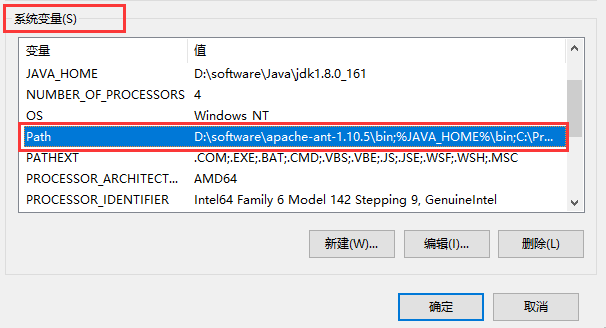 系统变量(S)
变量 值
JAVA_HOME D:\software\Java\jdk1.8.0_161
NUMBER_OF_PROCESSORS 4
OS Windows_NT
Path D:\software\apache-ant-1.10.5\bin;%JAVA_HOME%\bin;C:\Pr...
PATHEXT .COM;.EXE;.BAT;.CMD;.VBS;.VBE;.JS;.JSE;.WSF;.WSH;.MSC
PROCESSOR_ARCHITECT... AMD64
PROCESSOR_IDENTIFIER Intel64 Family 6 Model 142 Stepping 9, GenuineIntel
新建(W)... 编辑(I)... 删除(L)
确定 取消